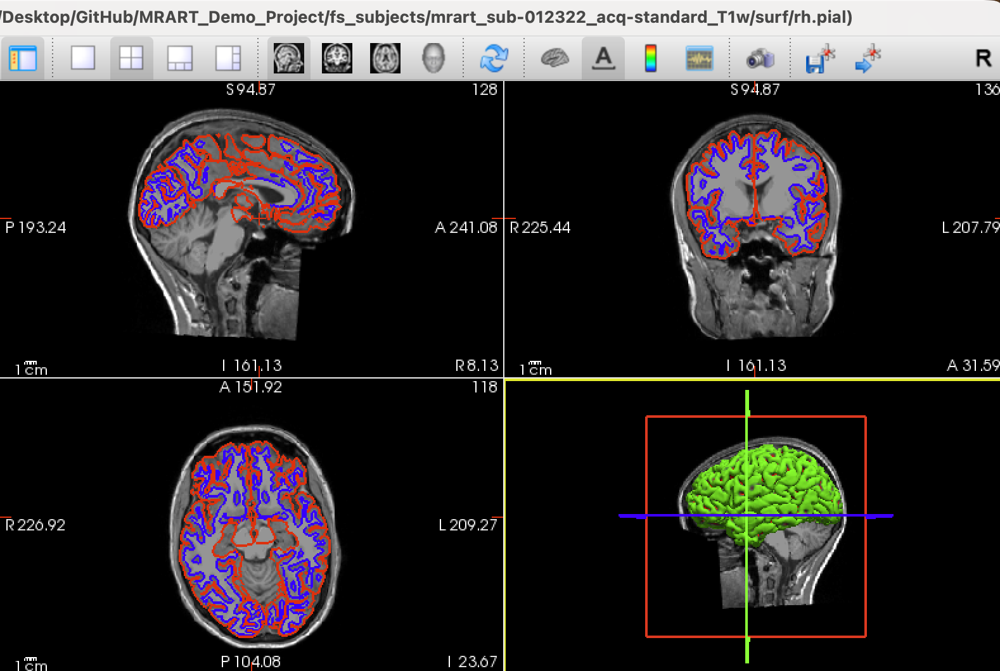 /Desktop/GitHub/MRART_Demo_Project/fs_subjects/mrart_sub-012322_acq-standard_T1w/surf/rh.pial)
A
R
S 94.87
128
S 94.87
136
P 193.24
A 241.08
R 225.44
L 207.79
1 cm
I 161.13
R 8.13
1 cm
I 161.13
A 31.59
A 151.92
118
R 226.92
L 209.27
1 cm
P 104.08
I 23.67